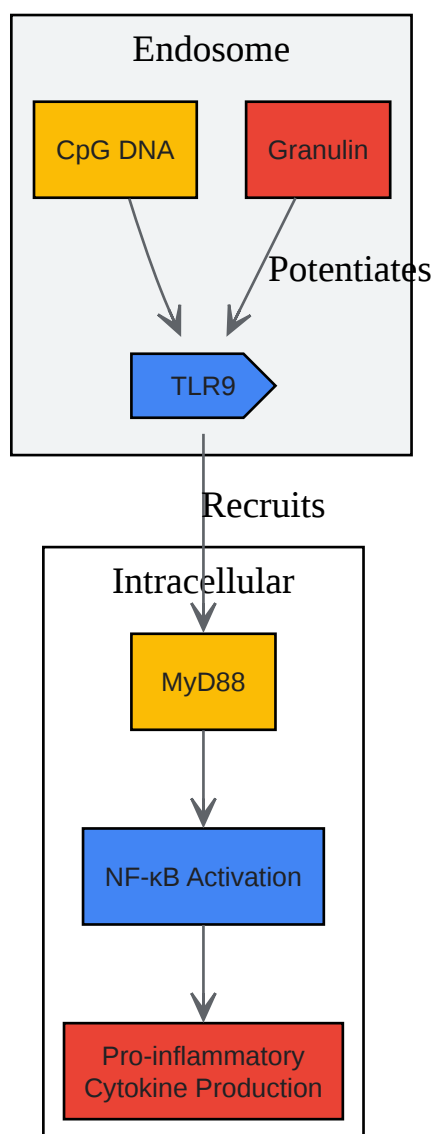 Endosome
CpG DNA
Granulin
Potentiates
TLR9
Recruits
Intracellular
MyD88
NF-κB Activation
Pro-inflammatory
Cytokine Production